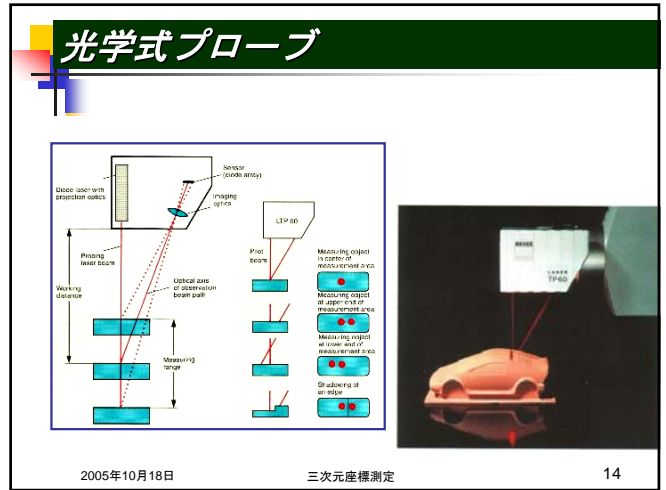 光学式プローブ
Sensor
(diode array)
Diode laser with
projection optics
Imaging
optics
LTP 60
Probing
laser beam
Optical axis
of observation
beam path
Working
distance
Measuring
range
Pilot
beam
Measuring object
in center of
measurement area
Measuring object
at upper end of
measurement area
Measuring object
at lower end of
measurement area
Shadowing at
an edge
LASER
TP60
2005年10月18日
三次元座標測定
14